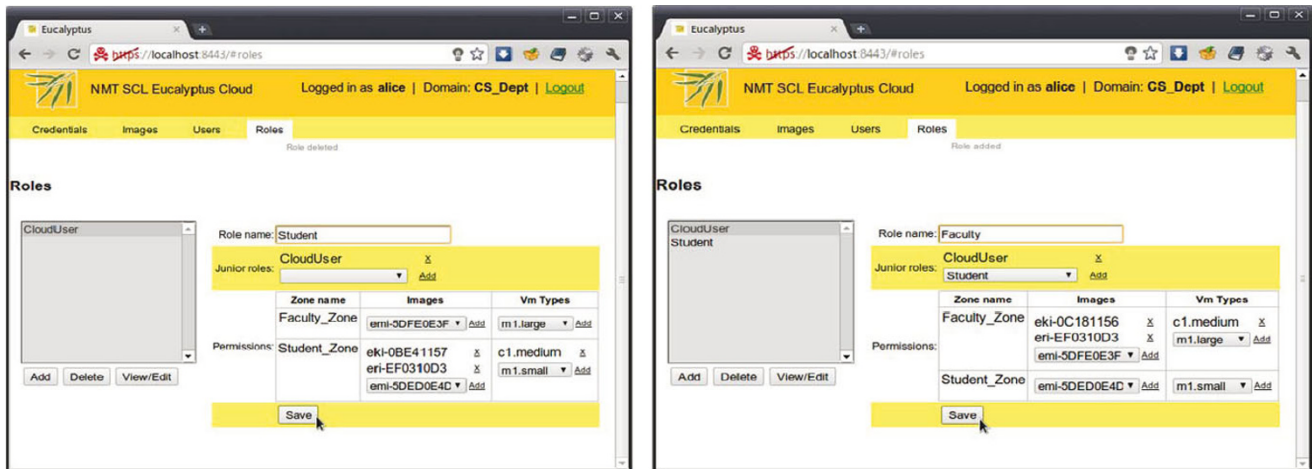 Eucalyptus
https://localhost:8443/#roles
NMT SCL Eucalyptus Cloud
Logged in as alice | Domain: CS_Dept | Logout
Credentials Images Users Roles
Role deleted
Roles
CloudUser
Add Delete View/Edit
Role name: Student
Junior roles: CloudUser x
Add
Zone name Images Vm Types
Permissions:
Faculty_Zone emi-5DFE0E3F Add m1.large Add
Student_Zone eki-0BE41157 x c1.medium x
eri-EF0310D3 x m1.small Add
emi-5DED0E4D Add
Save
Eucalyptus
https://localhost:8443/#roles
NMT SCL Eucalyptus Cloud
Logged in as alice | Domain: CS_Dept | Logout
Credentials Images Users Roles
Role added
Roles
CloudUser
Student
Add Delete View/Edit
Role name: Faculty
Junior roles: CloudUser x
Student Add
Zone name Images Vm Types
Permissions:
Faculty_Zone eki-0C181156 x c1.medium x
eri-EF0310D3 x m1.large Add
emi-5DFE0E3F Add
Student_Zone emi-5DED0E4D Add m1.small Add
Save